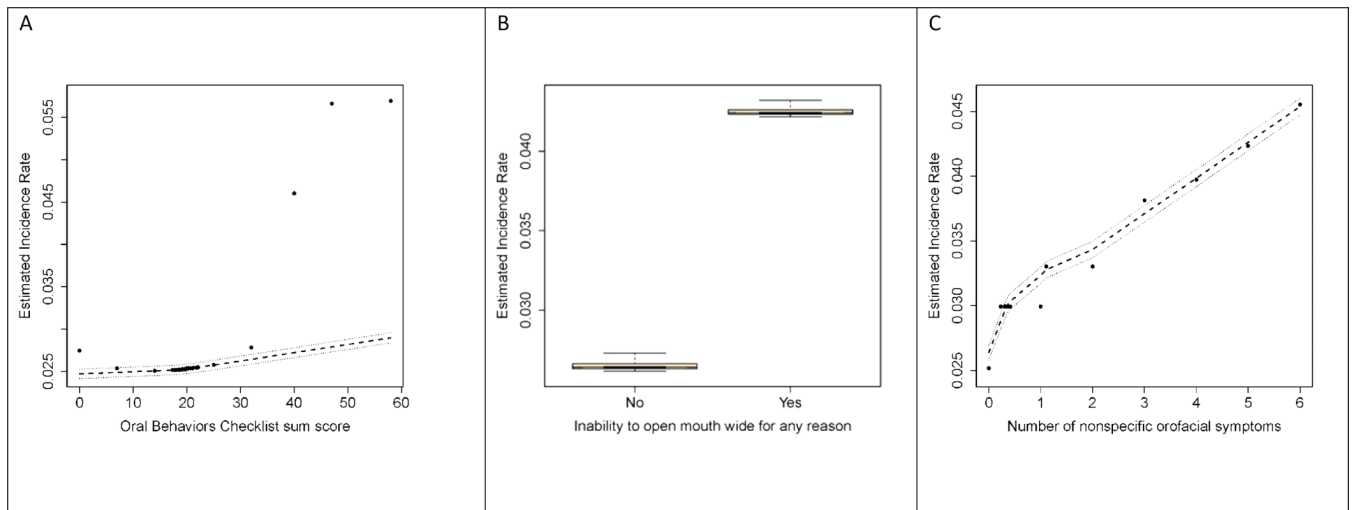 A
Estimated Incidence Rate
0.055
0.045
0.035
0.025
0 10 20 30 40 50 60
Oral Behaviors Checklist sum score
B
Estimated Incidence Rate
0.040
0.035
0.030
No Yes
Inability to open mouth wide for any reason
C
Estimated Incidence Rate
0.045
0.040
0.035
0.030
0.025
0 1 2 3 4 5 6
Number of nonspecific orofacial symptoms